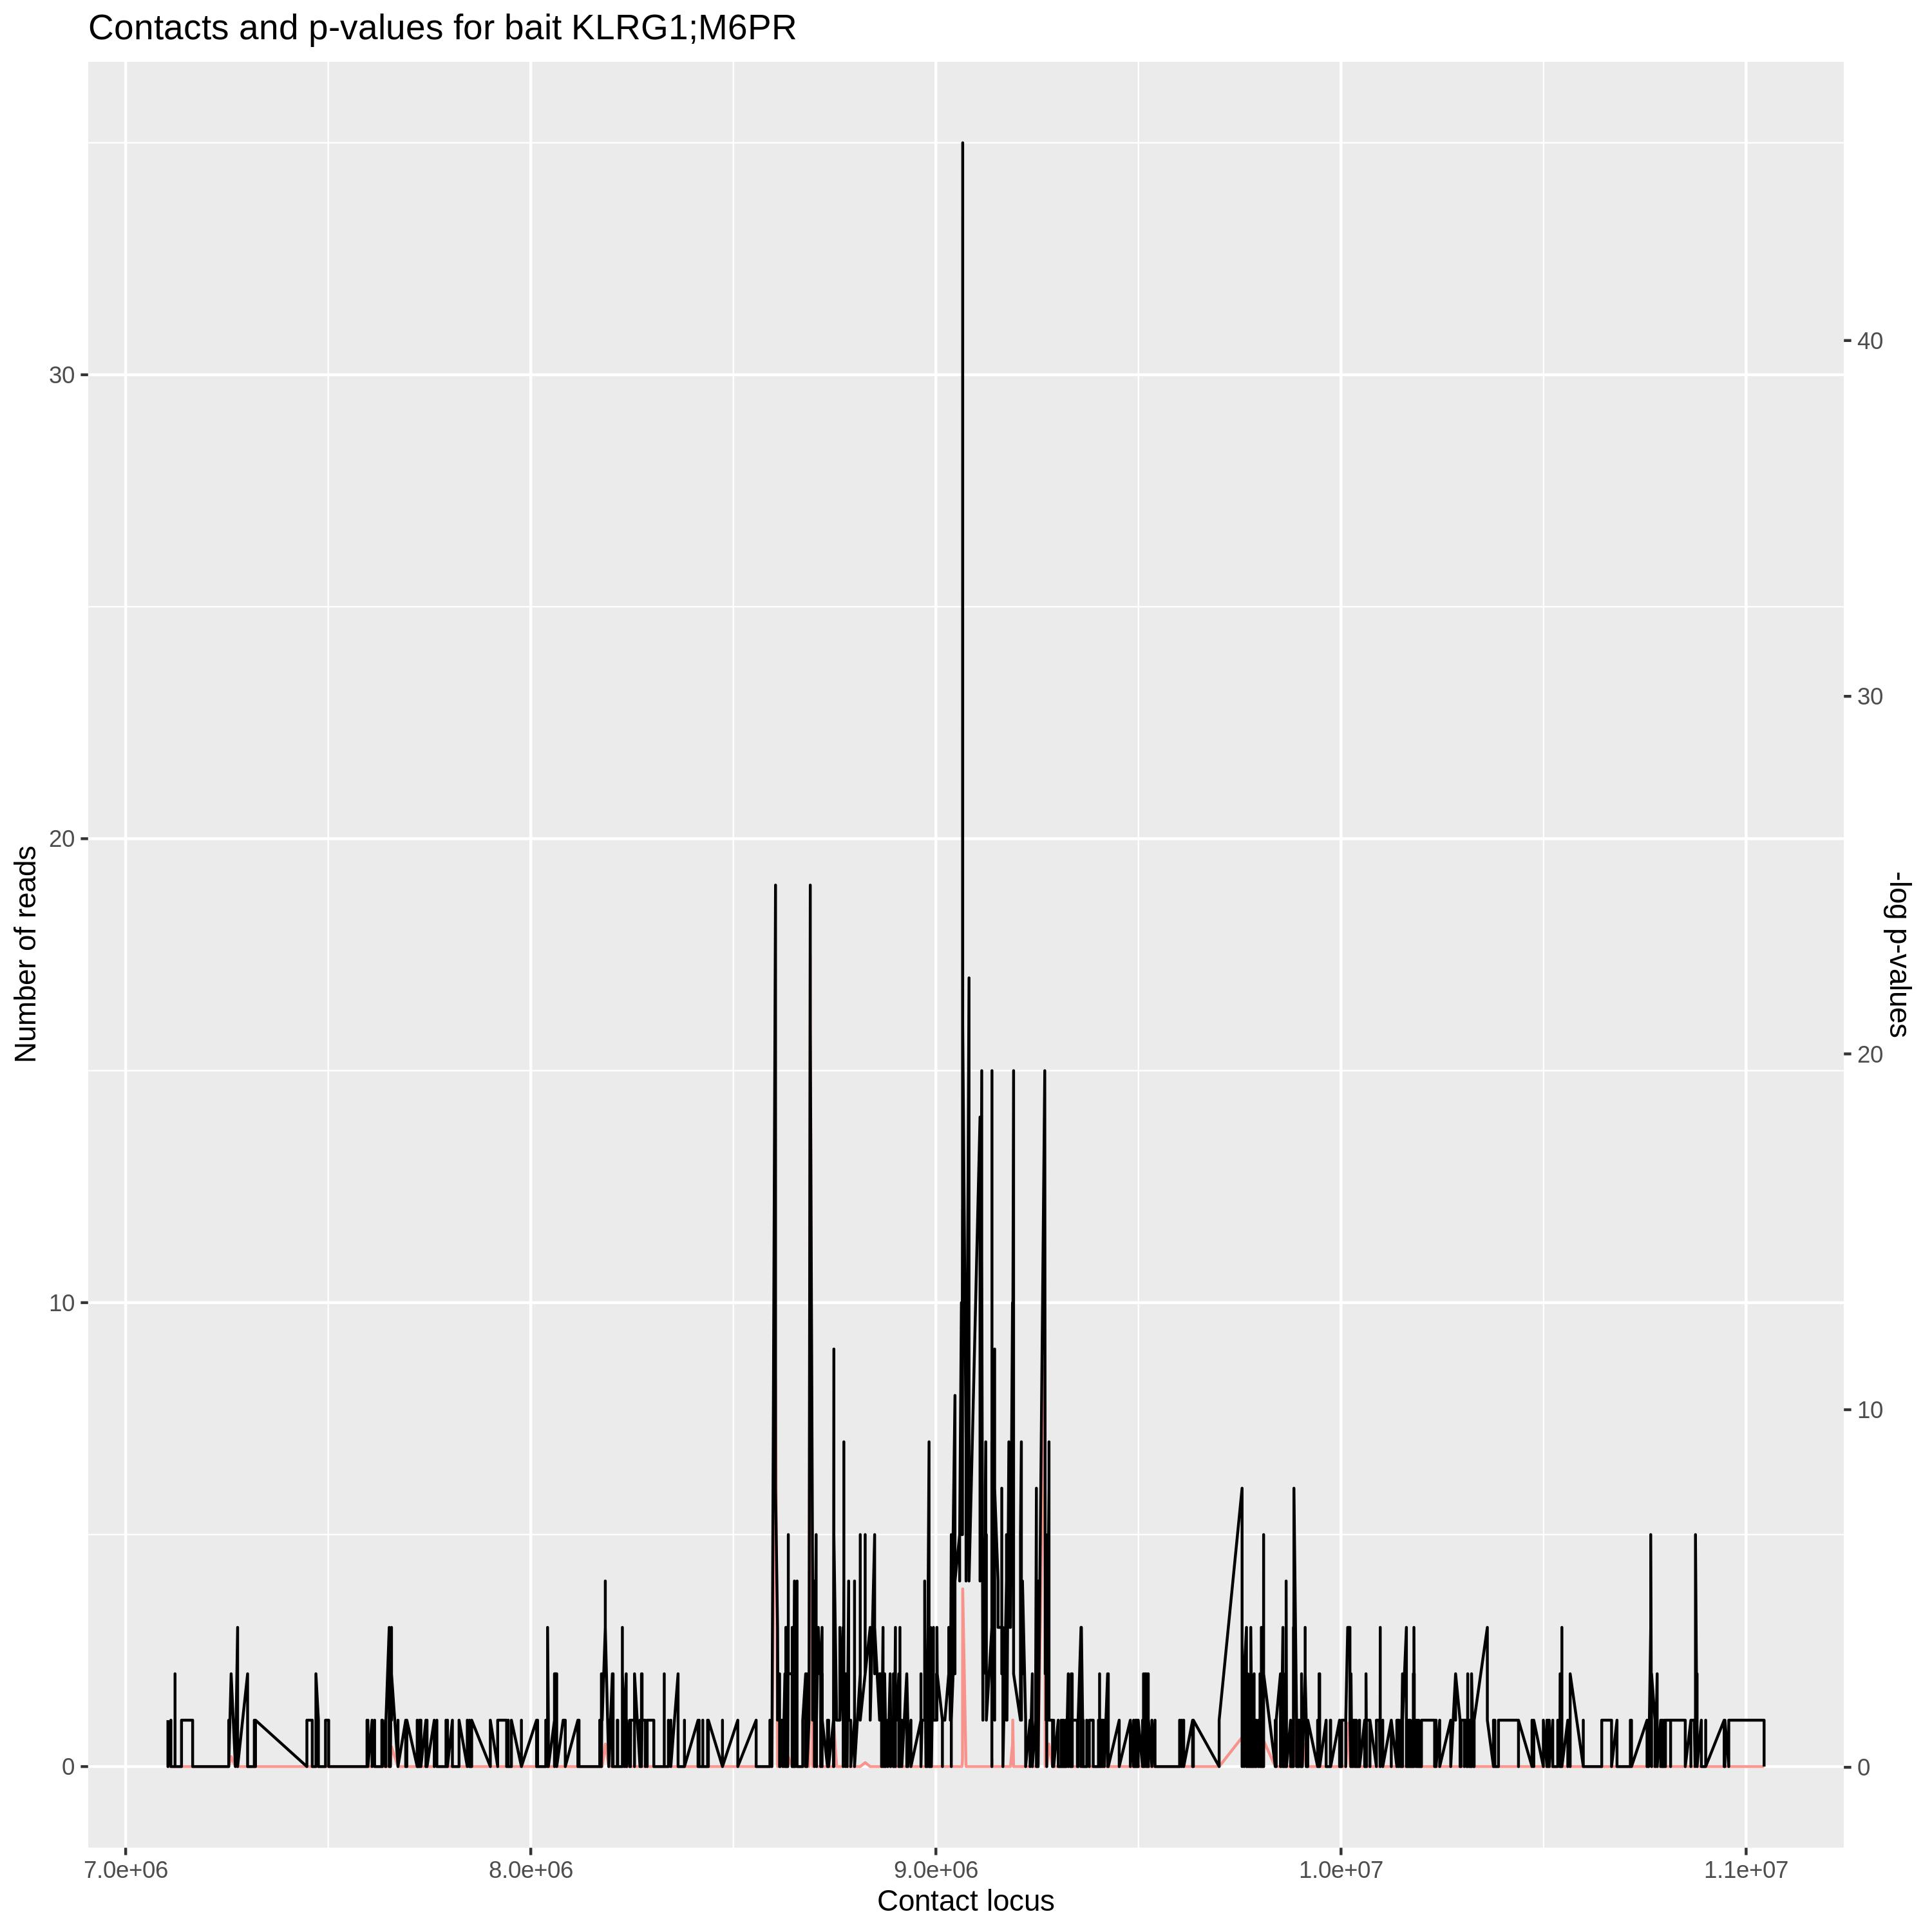 Contacts and p-values for bait KLRG1;M6PR
30
20
10
0
Number of reads
40
30
20
10
0
-log p-values
7.0e+06
8.0e+06
9.0e+06
1.0e+07
1.1e+07
Contact locus